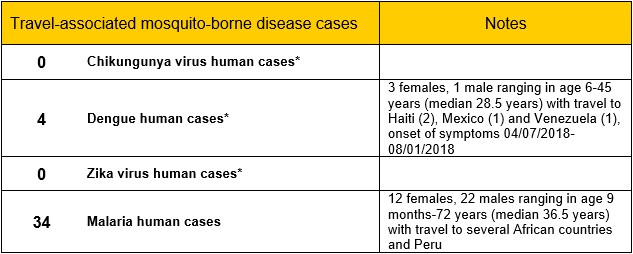 Travel-associated mosquito-borne disease cases Notes
0 Chikungunya virus human cases*
4 Dengue human cases*
3 females, 1 male ranging in age 6-45
years (median 28.5 years) with travel to
Haiti (2), Mexico (1) and Venezuela (1),
onset of symptoms 04/07/2018-
08/01/2018
0 Zika virus human cases*
34 Malaria human cases
12 females, 22 males ranging in age 9
months-72 years (median 36.5 years)
with travel to several African countries
and Peru